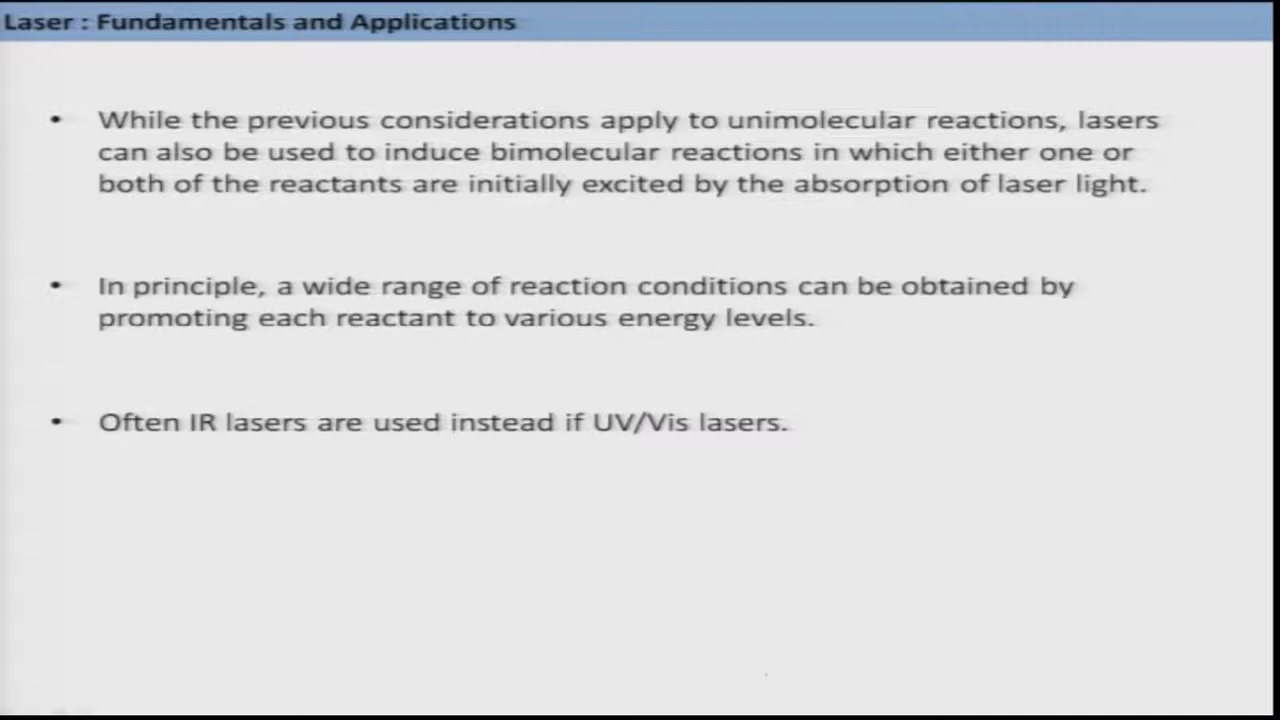 Laser : Fundamentals and Applications
• While the previous considerations apply to unimolecular reactions, lasers
can also be used to induce bimolecular reactions in which either one or
both of the reactants are initially excited by the absorption of laser light.
• In principle, a wide range of reaction conditions can be obtained by
promoting each reactant to various energy levels.
• Often IR lasers are used instead if UV/Vis lasers.